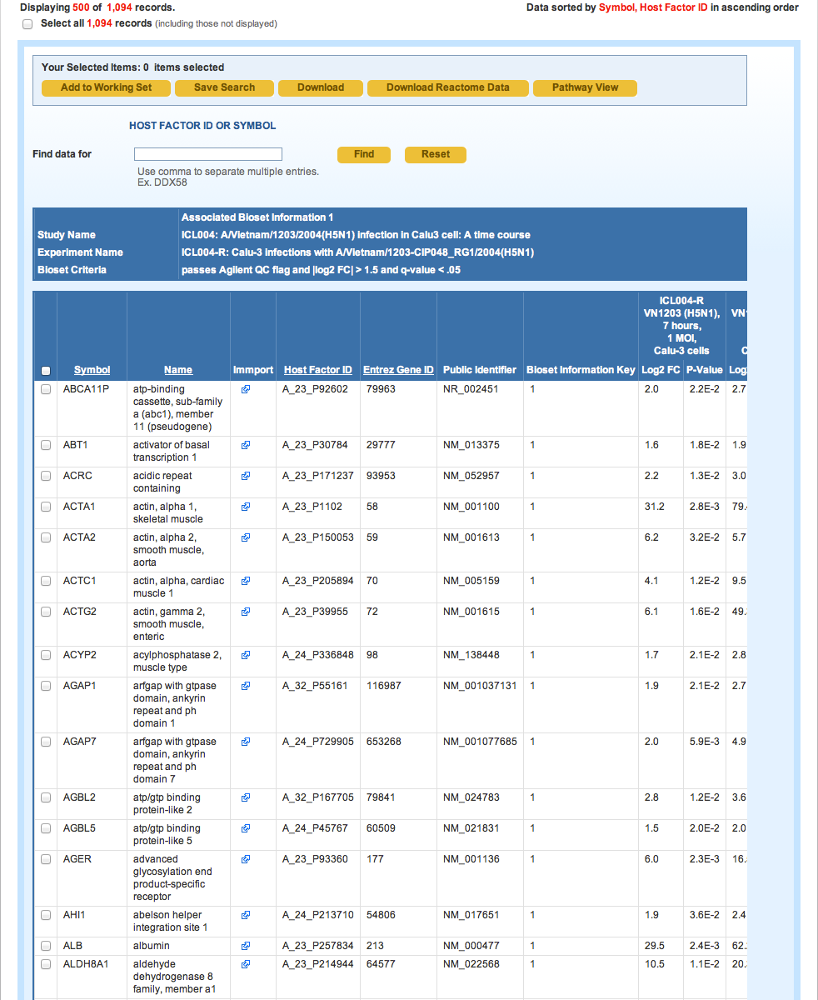 Displaying 500 of 1,094 records. Data sorted by Symbol, Host Factor ID in ascending order
Select all 1,094 records (including those not displayed)
Your Selected Items: 0 items selected
Add to Working Set Save Search Download Download Reactome Data Pathway View
HOST FACTOR ID OR SYMBOL
Find data for Find Reset
Use comma to separate multiple entries.
Ex. DDX58
Associated Bioset Information 1
Study Name ICL004: A/Vietnam/1203/2004(H5N1) infection in Calu3 cell: A time course
Experiment Name ICL004-R: Calu-3 infections with A/Vietnam/1203-CIP048_RG1/2004(H5N1)
Bioset Criteria passes Agilent QC flag and |log2 FC| > 1.5 and q-value < .05
ICL004-R
VN1203 (H5N1), VN1
7 hours,
1 MOI,
Calu-3 cells C
Symbol Name Immport Host Factor ID Entrez Gene ID Public Identifier Bioset Information Key Log2 FC P-Value Log2
ABCA11P atp-binding A_23_P92602 79963 NR_002451 1 2.0 2.2E-2 2.7
cassette, sub-family
a (abc1), member
11 (pseudogene)
ABT1 activator of basal A_23_P30784 29777 NM_013375 1 1.6 1.8E-2 1.9
transcription 1
ACRC acidic repeat A_23_P171237 93953 NM_052957 1 2.2 1.3E-2 3.0
containing
ACTA1 actin, alpha 1, A_23_P1102 58 NM_001100 1 31.2 2.8E-3 79.
skeletal muscle
ACTA2 actin, alpha 2, A_23_P150053 59 NM_001613 1 6.2 3.2E-2 5.7
smooth muscle,
aorta
ACTC1 actin, alpha, cardiac A_23_P205894 70 NM_005159 1 4.1 1.2E-2 9.5
muscle 1
ACTG2 actin, gamma 2, A_23_P39955 72 NM_001615 1 6.1 1.6E-2 49.
smooth muscle,
enteric
ACYP2 acylphosphatase 2, A_24_P336848 98 NM_138448 1 1.7 2.1E-2 2.8
muscle type
AGAP1 arfgap with gtpase A_32_P55161 116987 NM_001037131 1 1.9 2.1E-2 2.7
domain, ankyrin
repeat and ph
domain 1
AGAP7 arfgap with gtpase A_24_P729905 653268 NM_001077685 1 2.0 5.9E-3 4.9
domain, ankyrin
repeat and ph
domain 7
AGBL2 atp/gtp binding A_32_P167705 79841 NM_024783 1 2.8 1.2E-2 3.6
protein-like 2
AGBL5 atp/gtp binding A_24_P45767 60509 NM_021831 1 1.5 2.0E-2 2.0
protein-like 5
AGER advanced A_23_P93360 177 NM_001136 1 6.0 2.3E-3 16.
glycosylation end
product-specific
receptor
AHI1 abelson helper A_24_P213710 54806 NM_017651 1 1.9 3.6E-2 2.4
integration site 1
ALB albumin A_23_P257834 213 NM_000477 1 29.5 2.4E-3 62.
ALDH8A1 aldehyde A_23_P214944 64577 NM_022568 1 10.5 1.1E-2 20.
dehydrogenase 8
family, member a1